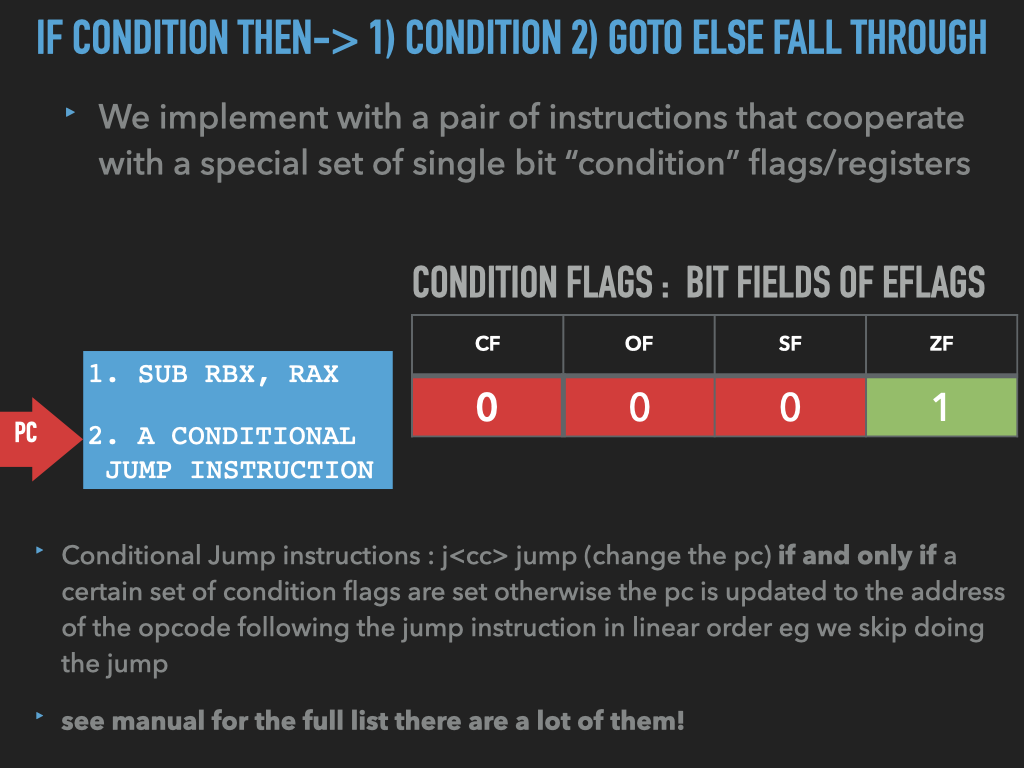 IF CONDITION THEN-> 1) CONDITION 2) GOTO ELSE FALL THROUGH
‣ We implement with a pair of instructions that cooperate
with a special set of single bit “condition” flags/registers
CONDITION FLAGS : BIT FIELDS OF EFLAGS
CF OF SF ZF
0 0 0 1
1. SUB RBX, RAX
PC
2. A CONDITIONAL
JUMP INSTRUCTION
‣ Conditional Jump instructions : j<cc> jump (change the pc) if and only if a
certain set of condition flags are set otherwise the pc is updated to the address
of the opcode following the jump instruction in linear order eg we skip doing
the jump
‣ see manual for the full list there are a lot of them!